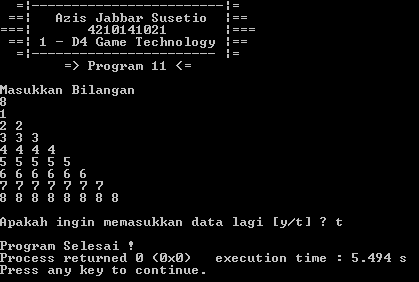 =¦------------------------¦=
==¦ Azis Jabbar Susetio ¦==
===¦ 4210141021 ¦===
==¦ 1 - D4 Game Technology ¦==
=¦------------------------ ¦=
=> Program 11 <=
Masukkan Bilangan
8
1
2 2
3 3 3
4 4 4 4
5 5 5 5 5
6 6 6 6 6 6
7 7 7 7 7 7 7
8 8 8 8 8 8 8 8
Apakah ingin memasukkan data lagi [y/t] ? t
Program Selesai !
Process returned 0 (0x0) execution time : 5.494 s
Press any key to continue.